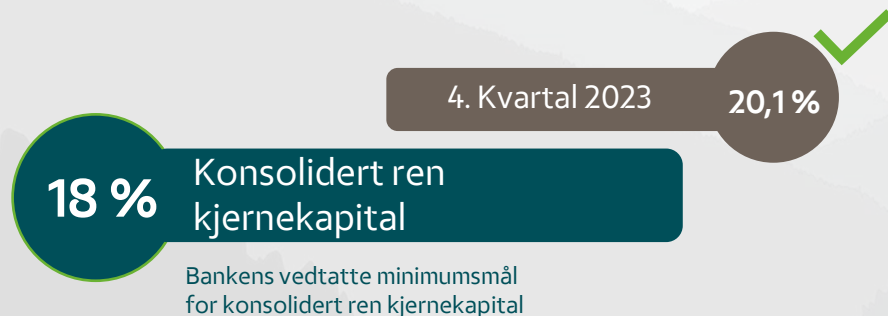 4. Kvartal 2023
20,1 %
18 %
Konsolidert ren
kjernekapital
Bankens vedtatte minimumsmål
for konsolidert ren kjernekapital